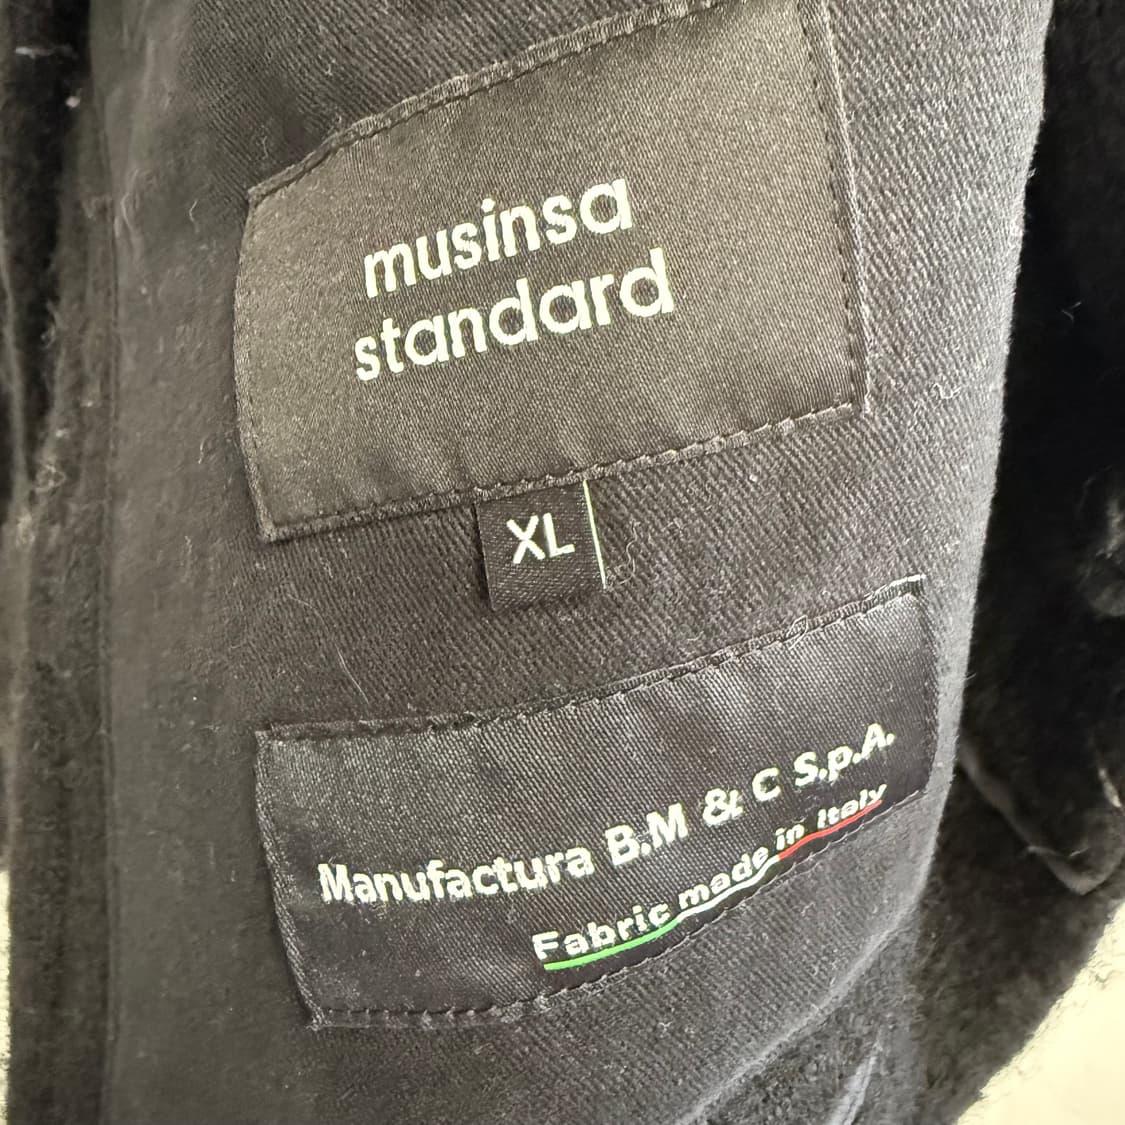 musinsa
standard
XL
Manufactura B.M & C S.p.A.
Fabric made in Italy